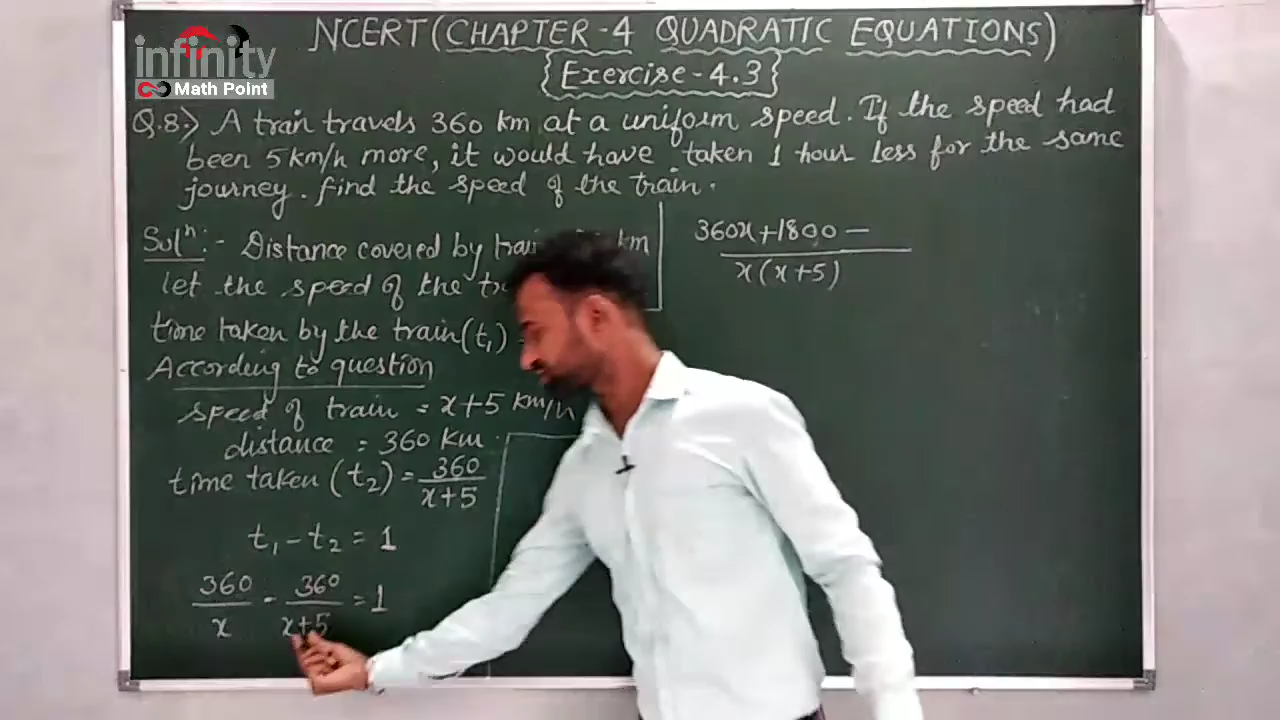 infinity
Math Point
NCERT (CHAPTER-4 QUADRATIC EQUATIONS)
Exercise-4.3
Q.8:> A train travels 360 km at a uniform speed. If the speed had
been 5km/h more, it would have taken 1 hour less for the same
journey. find the speed of the train.
Solⁿ:- Distance covered by km
let the speed of the
time taken by the train (t₁)
According to question
speed of train = x+5 km/h
distance = 360 km.
time taken (t₂) = 360/x+5
t₁ - t₂ = 1
360/x - 360/x+5 = 1
360x+1800 -
x(x+5)